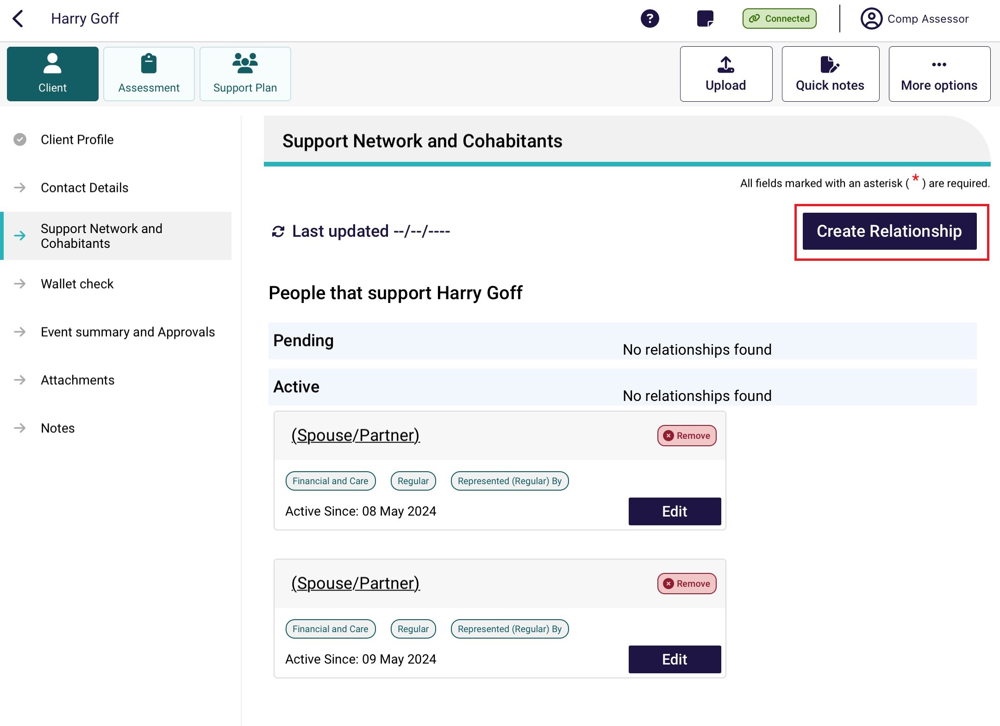 Harry Goff
?
Connected
Comp Assessor
Client
Assessment
Support Plan
Upload
Quick notes
More options
Client Profile
Contact Details
Support Network and
Cohabitants
Wallet check
Event summary and Approvals
Attachments
Notes
Support Network and Cohabitants
All fields marked with an asterisk ( * ) are required.
Last updated --/--/----
Create Relationship
People that support Harry Goff
Pending
No relationships found
Active
No relationships found
(Spouse/Partner)
Remove
Financial and Care
Regular
Represented (Regular) By
Active Since: 08 May 2024
Edit
(Spouse/Partner)
Remove
Financial and Care
Regular
Represented (Regular) By
Active Since: 09 May 2024
Edit